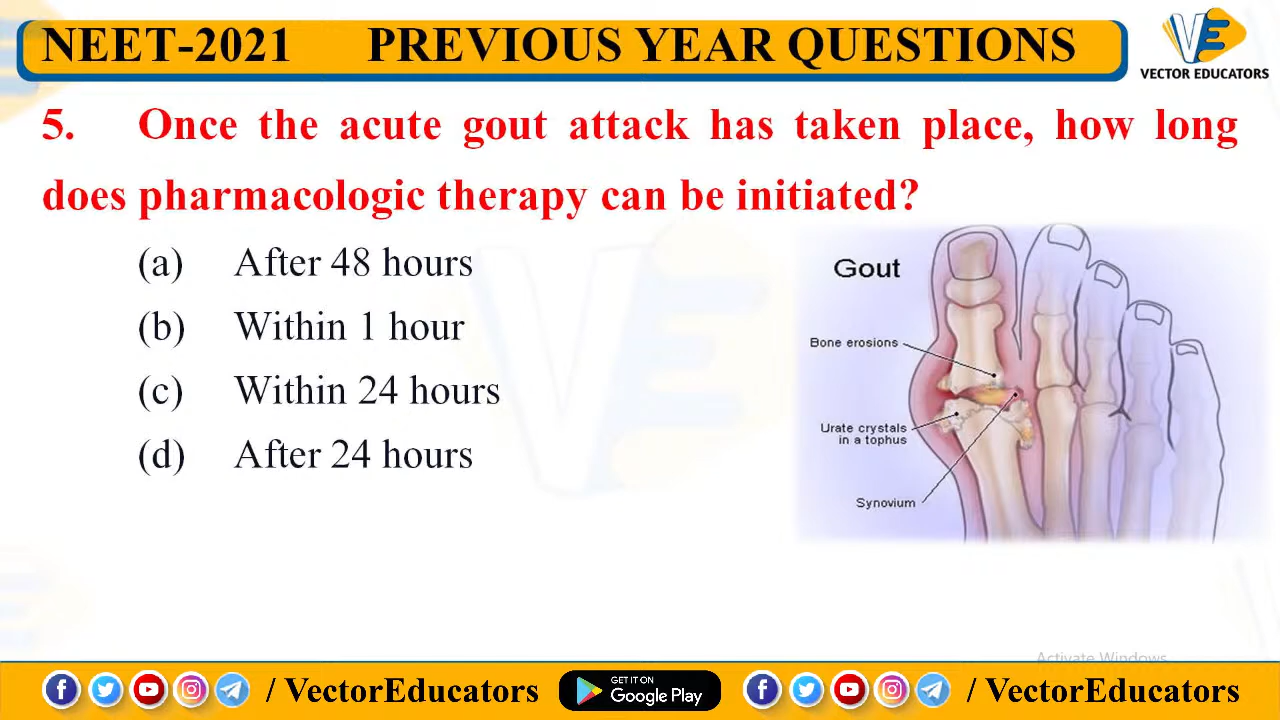 NEET-2021 PREVIOUS YEAR QUESTIONS
VE
VECTOR EDUCATORS
5. Once the acute gout attack has taken place, how long
does pharmacologic therapy can be initiated?
(a) After 48 hours
(b) Within 1 hour
(c) Within 24 hours
(d) After 24 hours
Gout
Bone erosions
Urate crystals
in a tophus
Synovium
Activate Windows
/ VectorEducators GET IT ON Google Play / VectorEducators